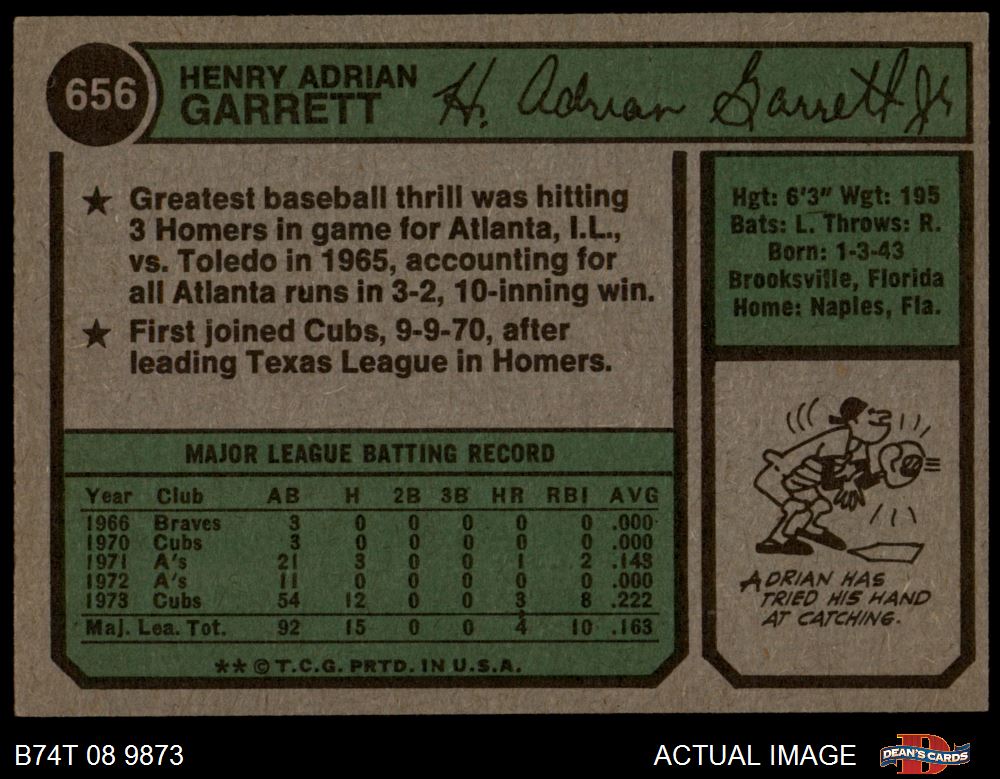 656
HENRY ADRIAN
GARRETT
H. Adrian Garrett Jr
★ Greatest baseball thrill was hitting
3 Homers in game for Atlanta, I.L.,
vs. Toledo in 1965, accounting for
all Atlanta runs in 3-2, 10-inning win.
★ First joined Cubs, 9-9-70, after
leading Texas League in Homers.
Hgt: 6'3" Wgt: 195
Bats: L. Throws: R.
Born: 1-3-43
Brooksville, Florida
Home: Naples, Fla.
MAJOR LEAGUE BATTING RECORD
Year Club AB H 2B 3B HR RBI AVG
1966 Braves 3 0 0 0 0 0 .000
1970 Cubs 3 0 0 0 0 0 .000
1971 A's 21 3 0 0 1 2 .143
1972 A's 11 0 0 0 0 0 .000
1973 Cubs 54 12 0 0 3 8 .222
Maj. Lea. Tot. 92 15 0 0 4 10 .163
** © T.C.G. PRTD. IN U.S.A.
ADRIAN HAS
TRIED HIS HAND
AT CATCHING.
B74T 08 9873
ACTUAL IMAGE
DEAN'S CARDS